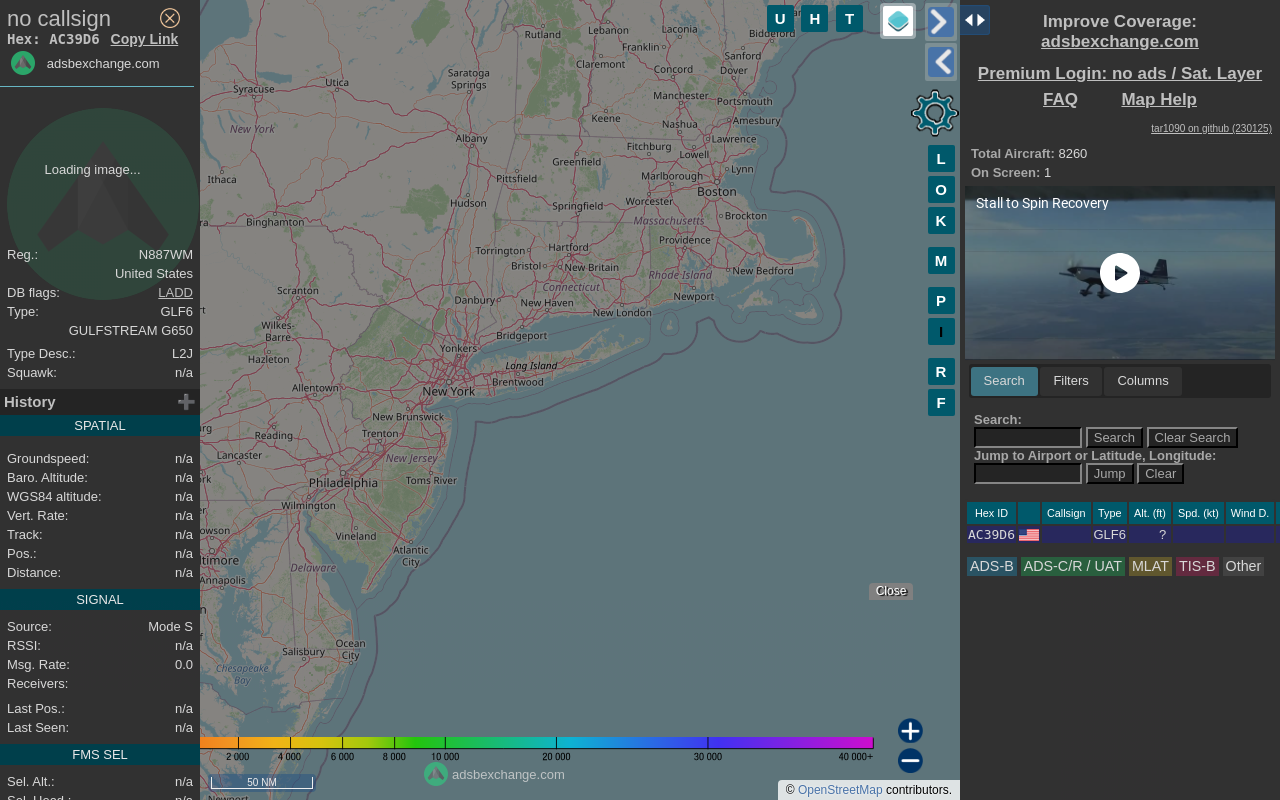 no callsign
Hex: AC39D6 Copy Link
adsbexchange.com
Loading image...
Reg.: N887WM
United States
DB flags: LADD
Type: GLF6
GULFSTREAM G650
Type Desc.: L2J
Squawk: n/a
History
SPATIAL
Groundspeed: n/a
Baro. Altitude: n/a
WGS84 altitude: n/a
Vert. Rate: n/a
Track: n/a
Pos.: n/a
Distance: n/a
SIGNAL
Source: Mode S
RSSI: n/a
Msg. Rate: 0.0
Receivers:
Last Pos.: n/a
Last Seen: n/a
FMS SEL
Sel. Alt.: n/a
U H T
L
O
K
M
P
I
R
F
Rutland
Lebanon
Laconia
Biddeford
Franklin
Sanford
Claremont
Concord
Dover
Saratoga
Springs
Utica
Syracuse
Manchester
Portsmouth
Keene
Nashua
Amesbury
New York
Albany
Fitchburg
Lawrence
Lowell
Greenfield
Lynn
Ithaca
Pittsfield
Marlborough
Boston
Worcester
Hudson
Springfield
Massachusetts
Brockton
Binghamton
Providence
Hartford
Torrington
Bristol
New Britain
New Bedford
Rhode Island
Connecticut
Newport
Scranton
Danbury
New Haven
New London
Wilkes-
Barre
Bridgeport
Yonkers
Hazleton
Long Island
Brentwood
Allentown
New York
New Brunswick
Reading
Trenton
Lancaster
New Jersey
Toms River
Philadelphia
Wilmington
Vineland
Atlantic
City
Delaware
Annapolis
Ocean
City
Salisbury
Chesapeake
Bay
Close
2 000 4 000 6 000 8 000 10 000 20 000 30 000 40 000+
50 NM
adsbexchange.com
© OpenStreetMap contributors.
Improve Coverage:
adsbexchange.com
Premium Login: no ads / Sat. Layer
FAQ Map Help
tar1090 on github (230125)
Total Aircraft: 8260
On Screen: 1
Stall to Spin Recovery
Search Filters Columns
Search:
Search Clear Search
Jump to Airport or Latitude, Longitude:
Jump Clear
Hex ID Callsign Type Alt. (ft) Spd. (kt) Wind D.
AC39D6 GLF6 ?
ADS-B ADS-C/R / UAT MLAT TIS-B Other